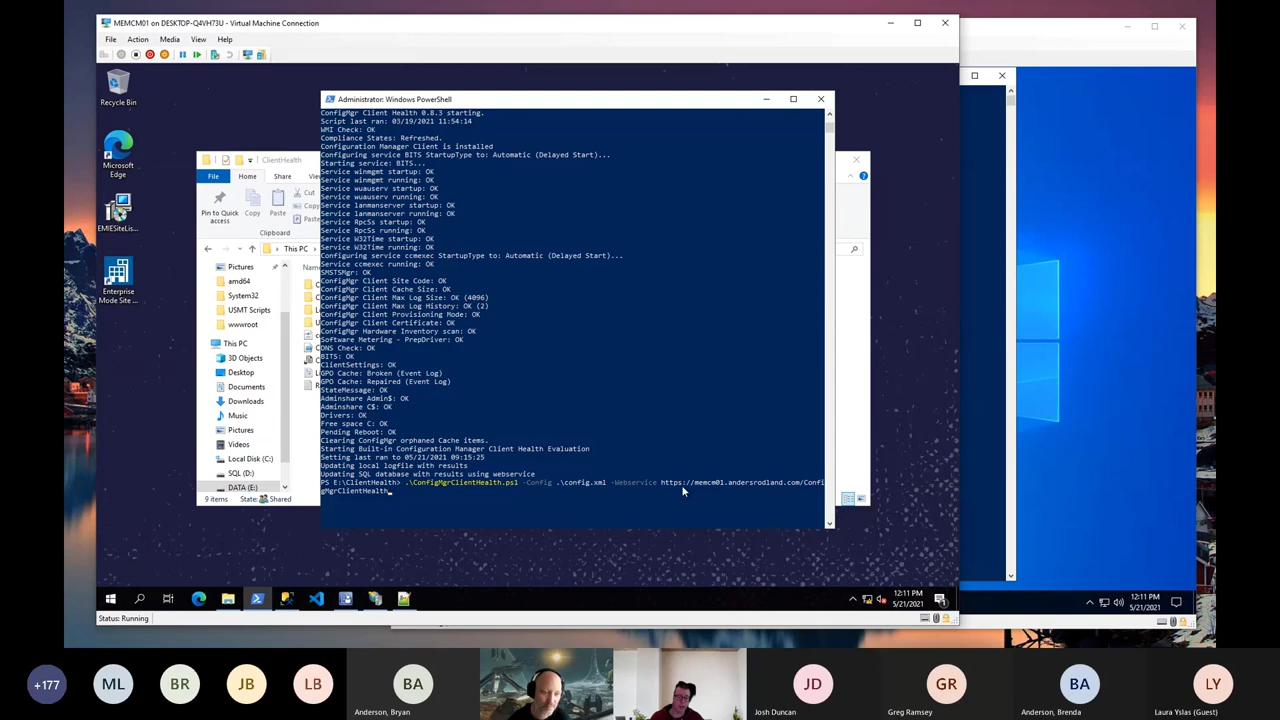 MEMCM01 on DESKTOP-Q4VH73U - Virtual Machine Connection
File Action Media View Help
Recycle Bin
Microsoft
Edge
EMIESiteLis...
Enterprise
Mode Site ...
ClientHealth
File Home Share
Pin to Quick
access
Copy
Paste
Cut
Clipboard
This PC
Pictures
amd64
System32
USMT Scripts
wwwroot
This PC
3D Objects
Desktop
Documents
Downloads
Music
Pictures
Videos
Local Disk (C:)
SQL (D:)
DATA (E:)
9 items State: Shared
Administrator: Windows PowerShell
ConfigMgr Client Health 0.8.3 starting.
Script last ran: 03/19/2021 11:54:14
WMI Check: OK
Compliance States: Refreshed.
Configuration Manager Client is installed
Configuring service BITS StartupType to: Automatic (Delayed Start)...
Starting service: BITS...
Service winmgmt startup: OK
Service winmgmt running: OK
Service wuauserv startup: OK
Service wuauserv running: OK
Service lanmanserver startup: OK
Service lanmanserver running: OK
Service RpcSs startup: OK
Service RpcSs running: OK
Service W32Time startup: OK
Service W32Time running: OK
Configuring service ccmexec StartupType to: Automatic (Delayed Start)...
Service ccmexec running: OK
SMSTSMgr: OK
ConfigMgr Client Site Code: OK
ConfigMgr Client Cache Size: OK
ConfigMgr Client Max Log Size: OK (4096)
ConfigMgr Client Max Log History: OK (2)
ConfigMgr Client Provisioning Mode: OK
ConfigMgr Client Certificate: OK
ConfigMgr Hardware Inventory scan: OK
Software Metering - PrepDriver: OK
DNS Check: OK
BITS: OK
ClientSettings: OK
GPO Cache: Broken (Event Log)
GPO Cache: Repaired (Event Log)
StateMessage: OK
Adminshare Admin$: OK
Adminshare C$: OK
Drivers: OK
Free space C: OK
Pending Reboot: OK
Clearing ConfigMgr orphaned Cache items.
Starting Built-in Configuration Manager Client Health Evaluation
Setting last ran to 05/21/2021 09:15:25
Updating local logfile with results
Updating SQL database with results using webservice
PS E:\ClientHealth> .\ConfigMgrClientHealth.ps1 -Config .\config.xml -Webservice https://memcm01.andersrodland.com/Confi
gMgrClientHealth
12:11 PM
5/21/2021
12:11 PM
5/21/2021
Status: Running
+177
ML
BR
JB
LB
BA
Anderson, Bryan
JD
Josh Duncan
GR
Greg Ramsey
BA
Anderson, Brenda
LY
Laura Yslas (Guest)